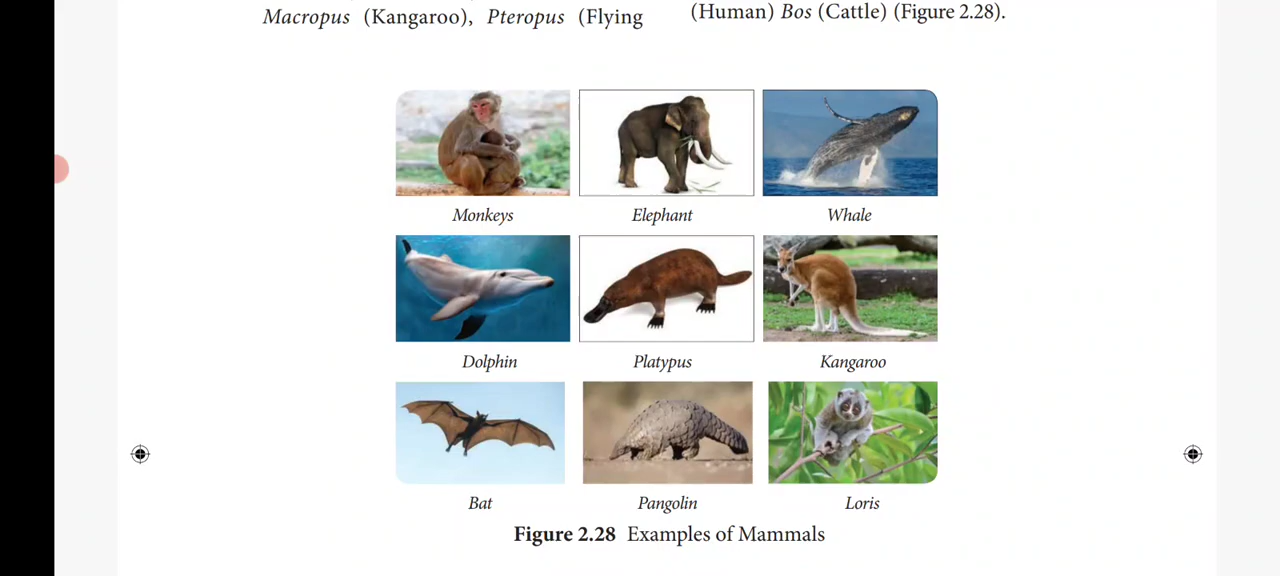 Macropus (Kangaroo), Pteropus (Flying
(Human) Bos (Cattle) (Figure 2.28).
Monkeys
Elephant
Whale
Dolphin
Platypus
Kangaroo
Bat
Pangolin
Loris
Figure 2.28 Examples of Mammals